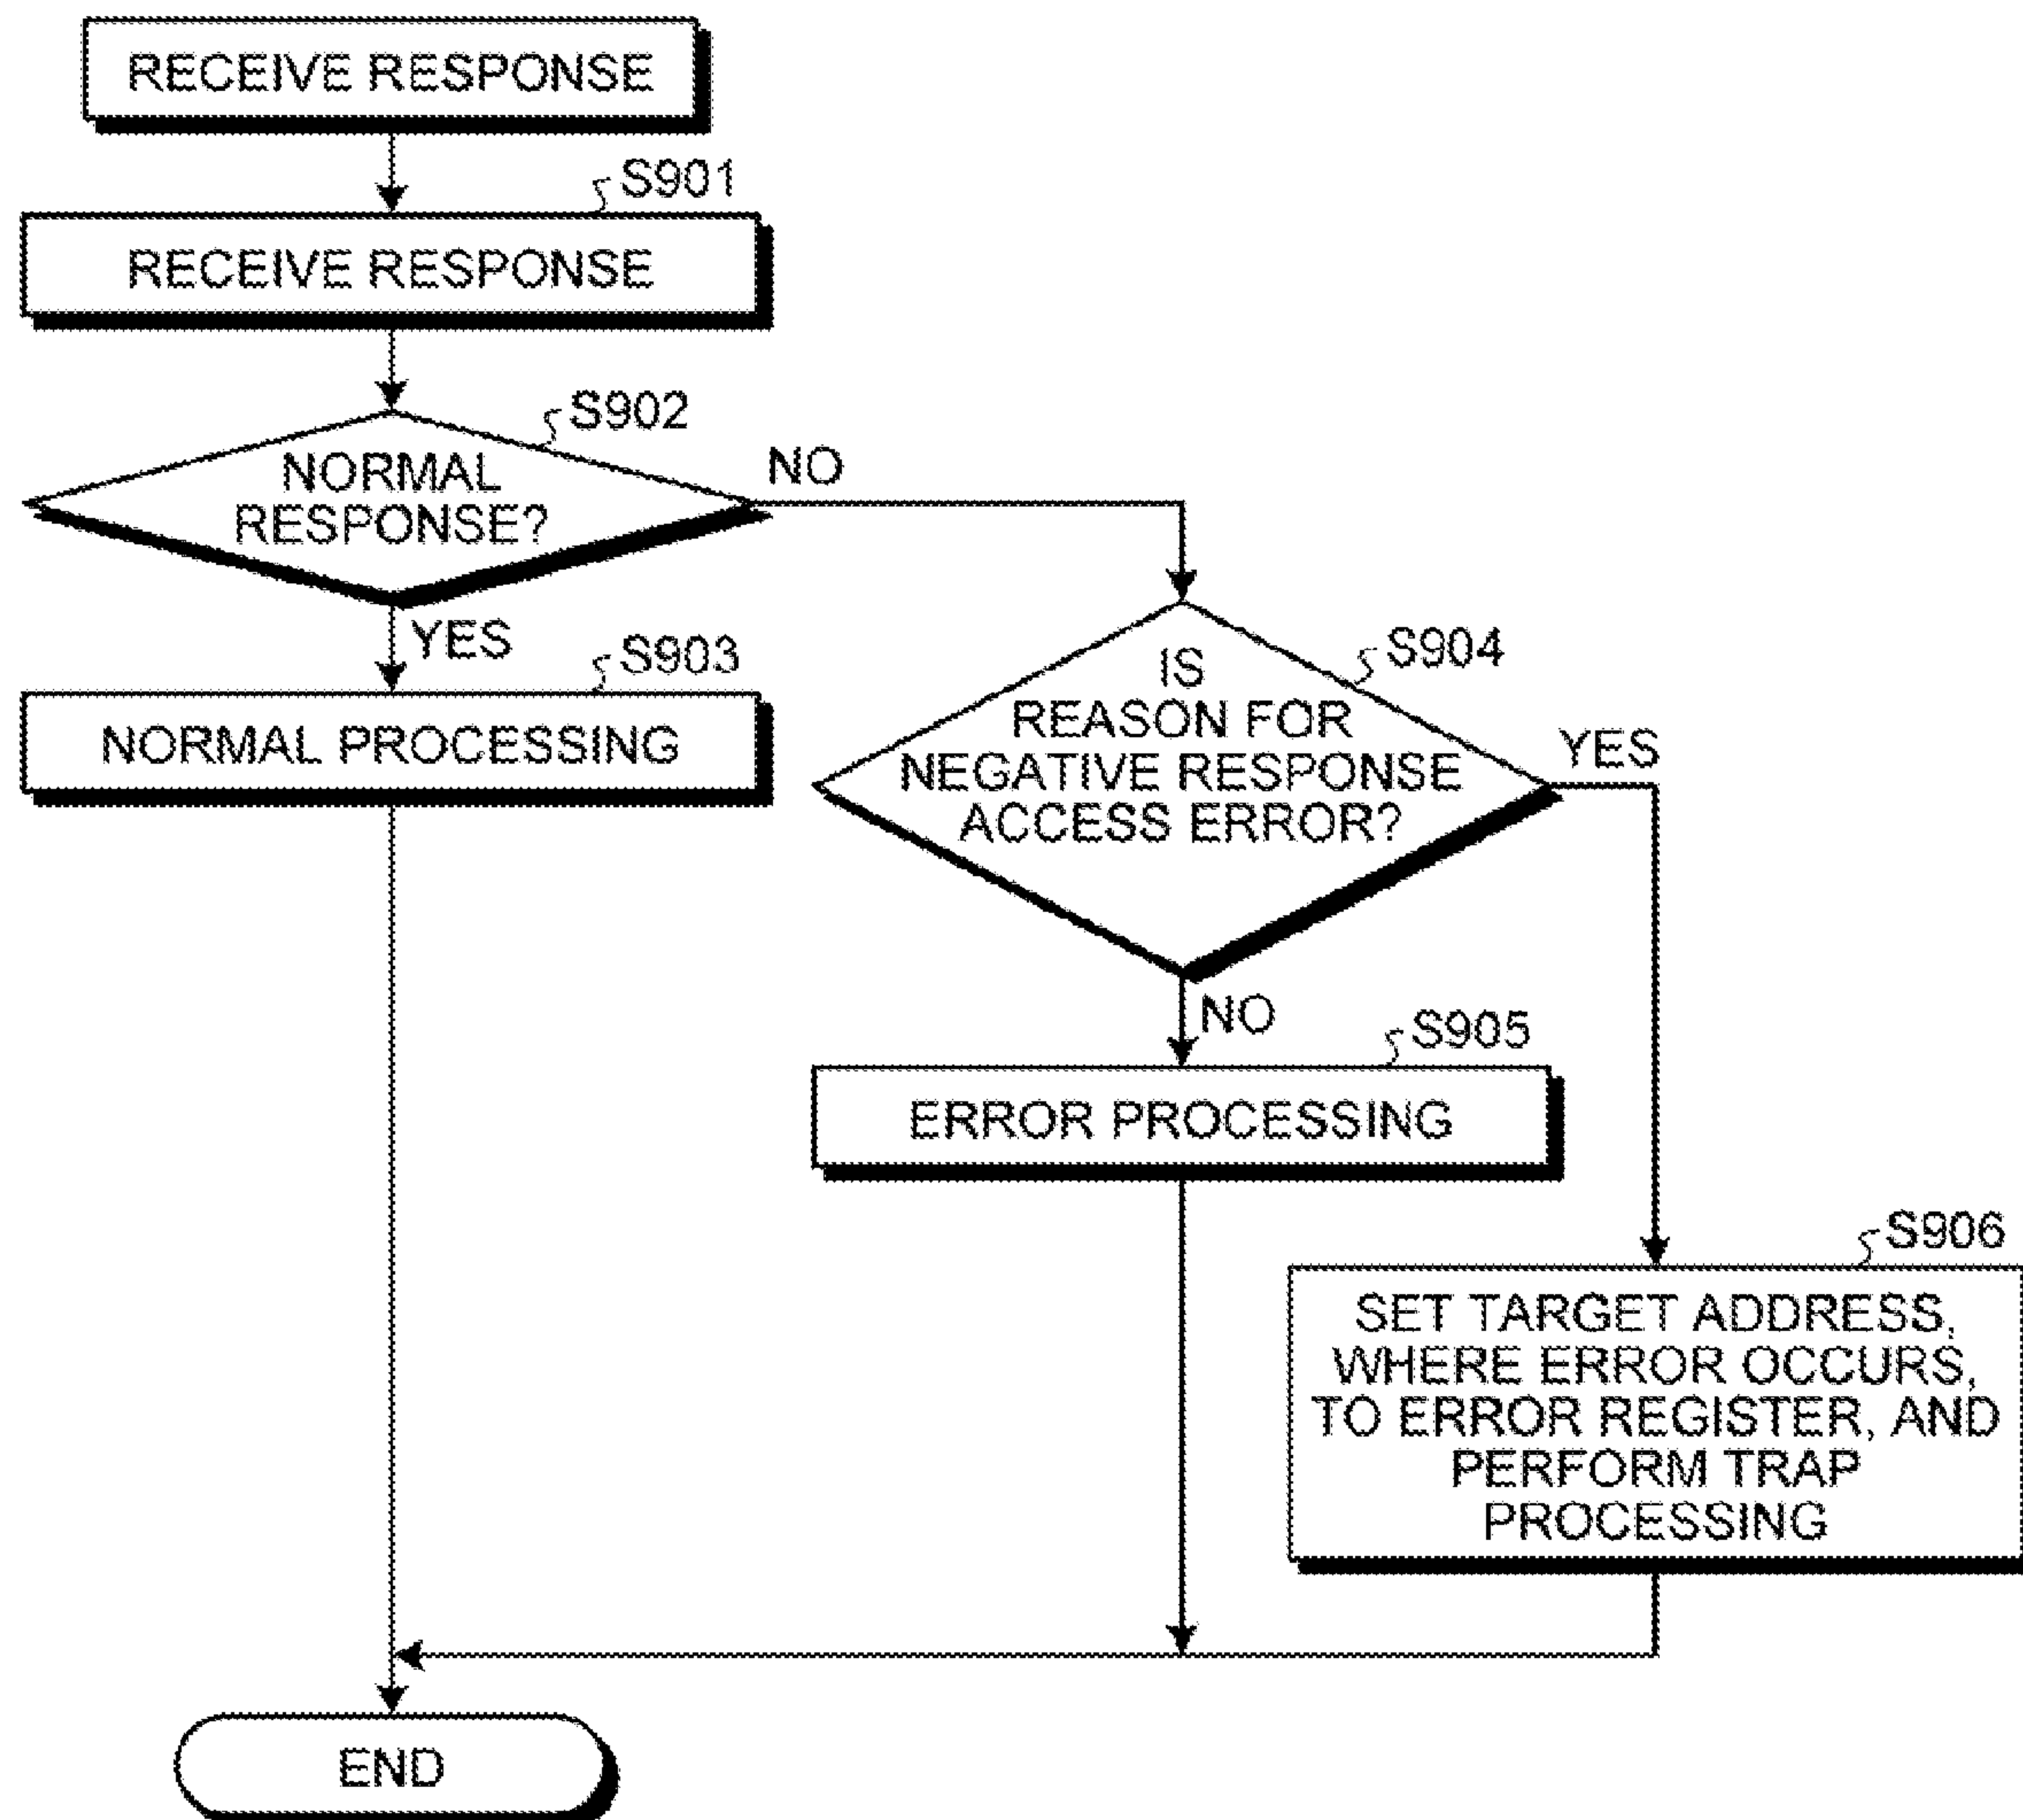 RECEIVE RESPONSE
S901
RECEIVE RESPONSE
S902
NORMAL
RESPONSE?
NO
YES
S903
NORMAL PROCESSING
S904
IS
REASON FOR
NEGATIVE RESPONSE
ACCESS ERROR?
YES
NO
S905
ERROR PROCESSING
S906
SET TARGET ADDRESS,
WHERE ERROR OCCURS,
TO ERROR REGISTER, AND
PERFORM TRAP
PROCESSING
END